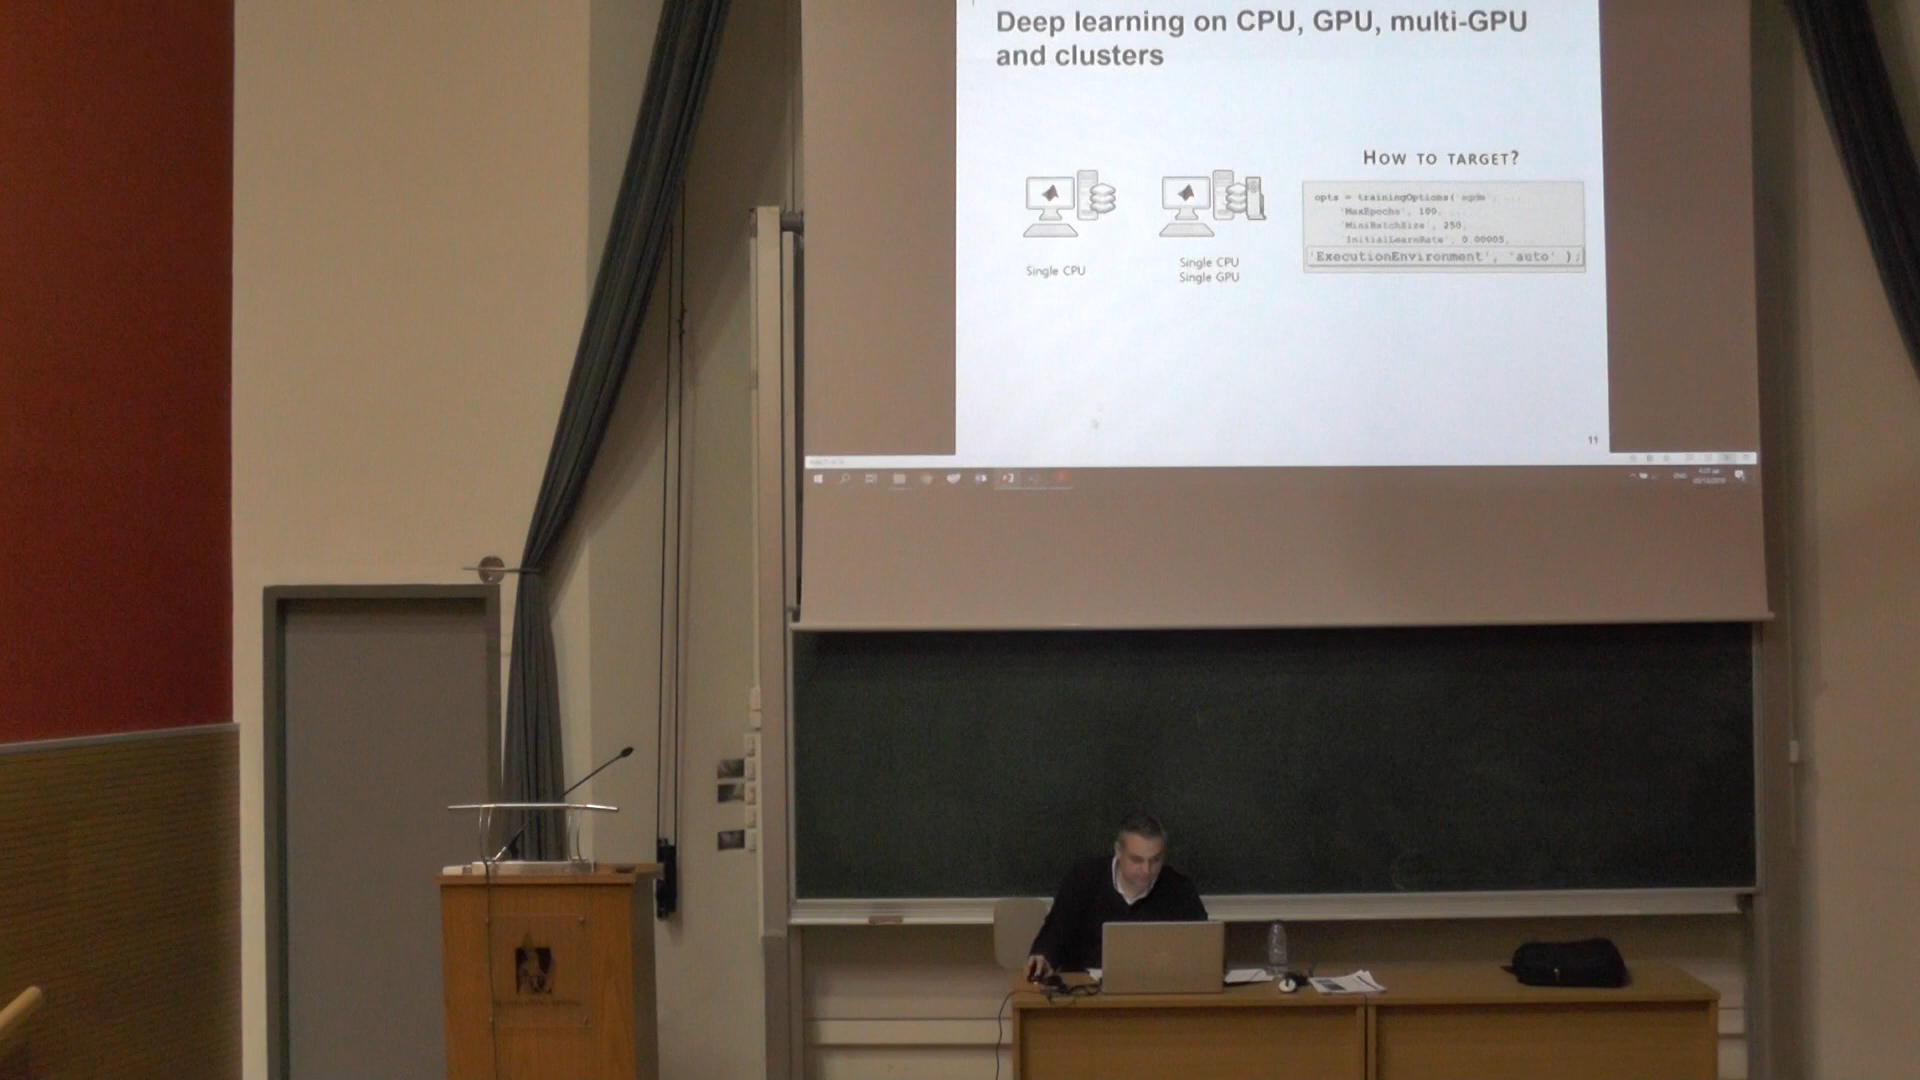 Deep learning on CPU, GPU, multi-GPU
and clusters
HOW TO TARGET?
opts = trainingOptions('sgdm'
'MaxEpochs', 100,
'MiniBatchSize', 250,
'InitialLearnRate', 0.00005,
'ExecutionEnvironment', 'auto' );
Single CPU
Single CPU
Single GPU
11